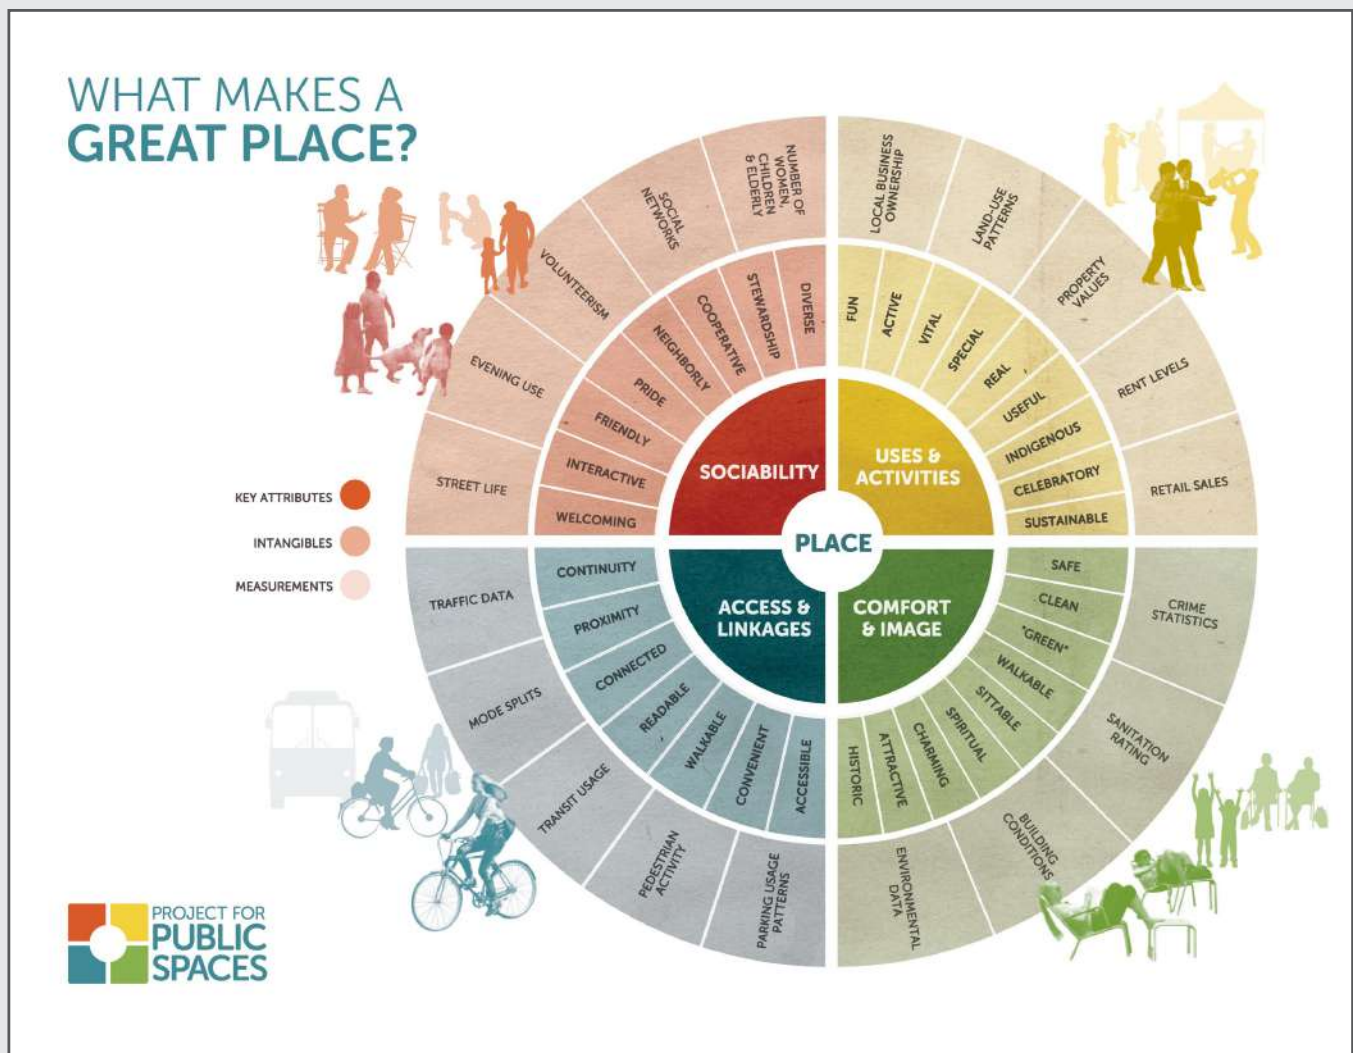 WHAT MAKES A
GREAT PLACE?
KEY ATTRIBUTES
INTANGIBLES
MEASUREMENTS
PLACE
SOCIABILITY
USES &
ACTIVITIES
ACCESS &
LINKAGES
COMFORT
& IMAGE
WELCOMING
INTERACTIVE
FRIENDLY
PRIDE
NEIGHBORLY
COOPERATIVE
STEWARDSHIP
DIVERSE
FUN
ACTIVE
VITAL
SPECIAL
REAL
USEFUL
INDIGENOUS
CELEBRATORY
SUSTAINABLE
SAFE
CLEAN
"GREEN"
WALKABLE
SITTABLE
SPIRITUAL
CHARMING
ATTRACTIVE
HISTORIC
ACCESSIBLE
CONVENIENT
WALKABLE
READABLE
CONNECTED
PROXIMITY
CONTINUITY
STREET LIFE
EVENING USE
VOLUNTEERISM
SOCIAL
NETWORKS
NUMBER OF
WOMEN,
CHILDREN
& ELDERLY
LOCAL BUSINESS
OWNERSHIP
LAND-USE
PATTERNS
PROPERTY
VALUES
RENT LEVELS
RETAIL SALES
CRIME
STATISTICS
SANITATION
RATING
BUILDING
CONDITIONS
ENVIRONMENTAL
DATA
PARKING USAGE
PATTERNS
PEDESTRIAN
ACTIVITY
TRANSIT USAGE
MODE SPLITS
TRAFFIC DATA
PROJECT FOR
PUBLIC
SPACES